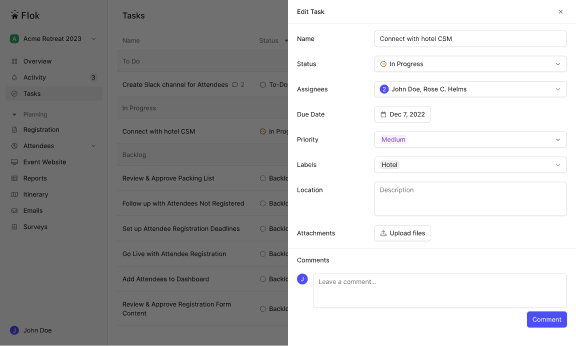 Flok
Acme Retreat 2023
Overview
Activity 3
Tasks
Planning
Registration
Attendees
Event Website
Reports
Itinerary
Emails
Surveys
John Doe
Tasks
Name Status
To Do
Create Slack channel for Attendees 2 To-Do
In Progress
Connect with hotel CSM In Prog
Backlog
Review & Approve Packing List Backlo
Follow up with Attendees Not Registered Backlo
Set up Attendee Registration Deadlines Backlo
Go Live with Attendee Registration Backlo
Add Attendees to Dashboard Backlo
Review & Approve Registration Form
Content Backlo
Edit Task
Name Connect with hotel CSM
Status In Progress
Assignees 2 John Doe, Rose C. Helms
Due Date Dec 7, 2022
Priority Medium
Labels Hotel
Location Description
Attachments Upload files
Comments
J Leave a comment...
Comment